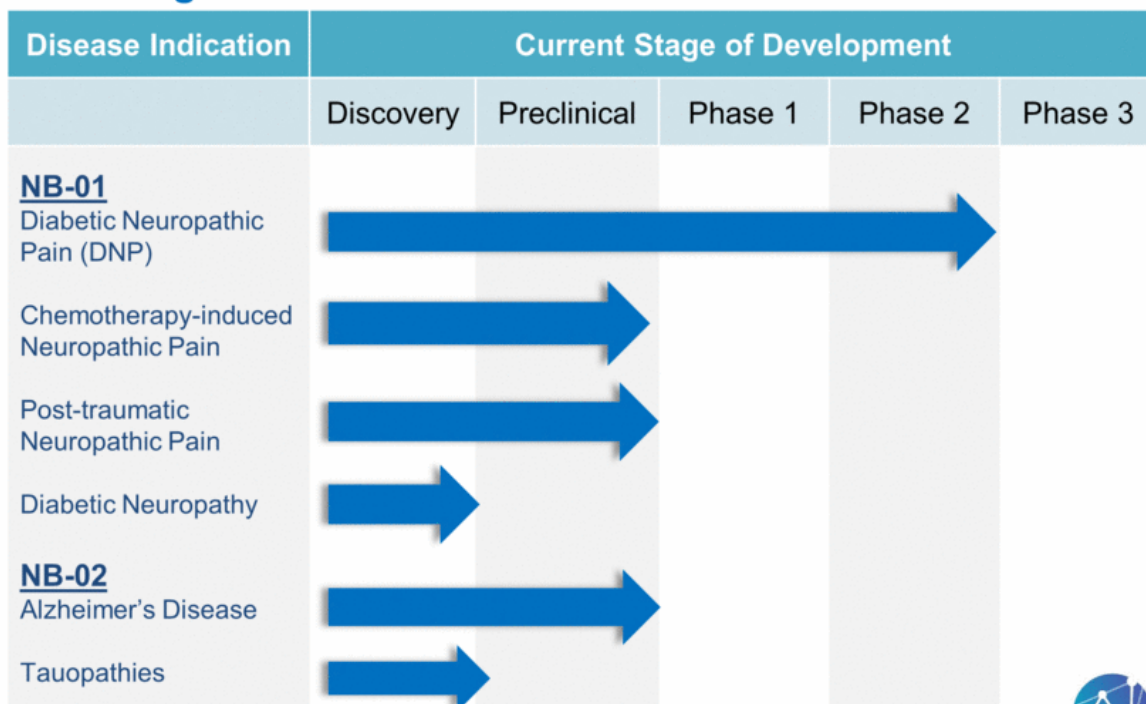 Disease Indication
Current Stage of Development
Discovery
Preclinical
Phase 1
Phase 2
Phase 3
NB-01
Diabetic Neuropathic
Pain (DNP)
Chemotherapy-induced
Neuropathic Pain
Post-traumatic
Neuropathic Pain
Diabetic Neuropathy
NB-02
Alzheimer’s Disease
Tauopathies